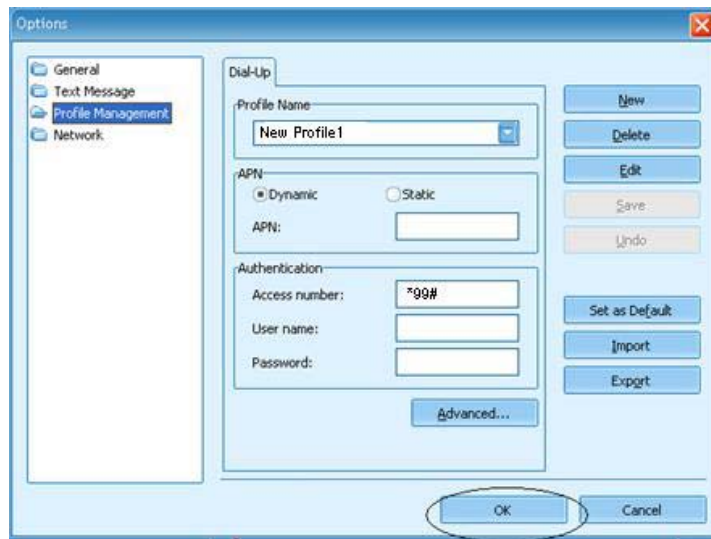 Options
General
Text Message
Profile Management
Network
Dial-Up
Profile Name
New Profile1
APN
Dynamic
Static
APN:
Authentication
Access number:
*99#
User name:
Password:
Advanced...
New
Delete
Edit
Save
Undo
Set as Default
Import
Export
OK
Cancel